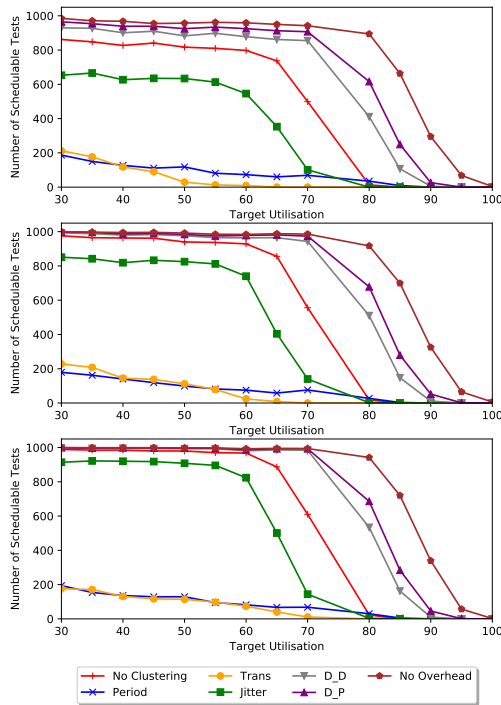 1000
800
600
400
200
0
Number of Schedulable Tests
30 40 50 60 70 80 90 100
Target Utilisation
1000
800
600
400
200
0
Number of Schedulable Tests
30 40 50 60 70 80 90 100
Target Utilisation
1000
800
600
400
200
0
Number of Schedulable Tests
30 40 50 60 70 80 90 100
Target Utilisation
No Clustering Trans D_D No Overhead
Period Jitter D_P